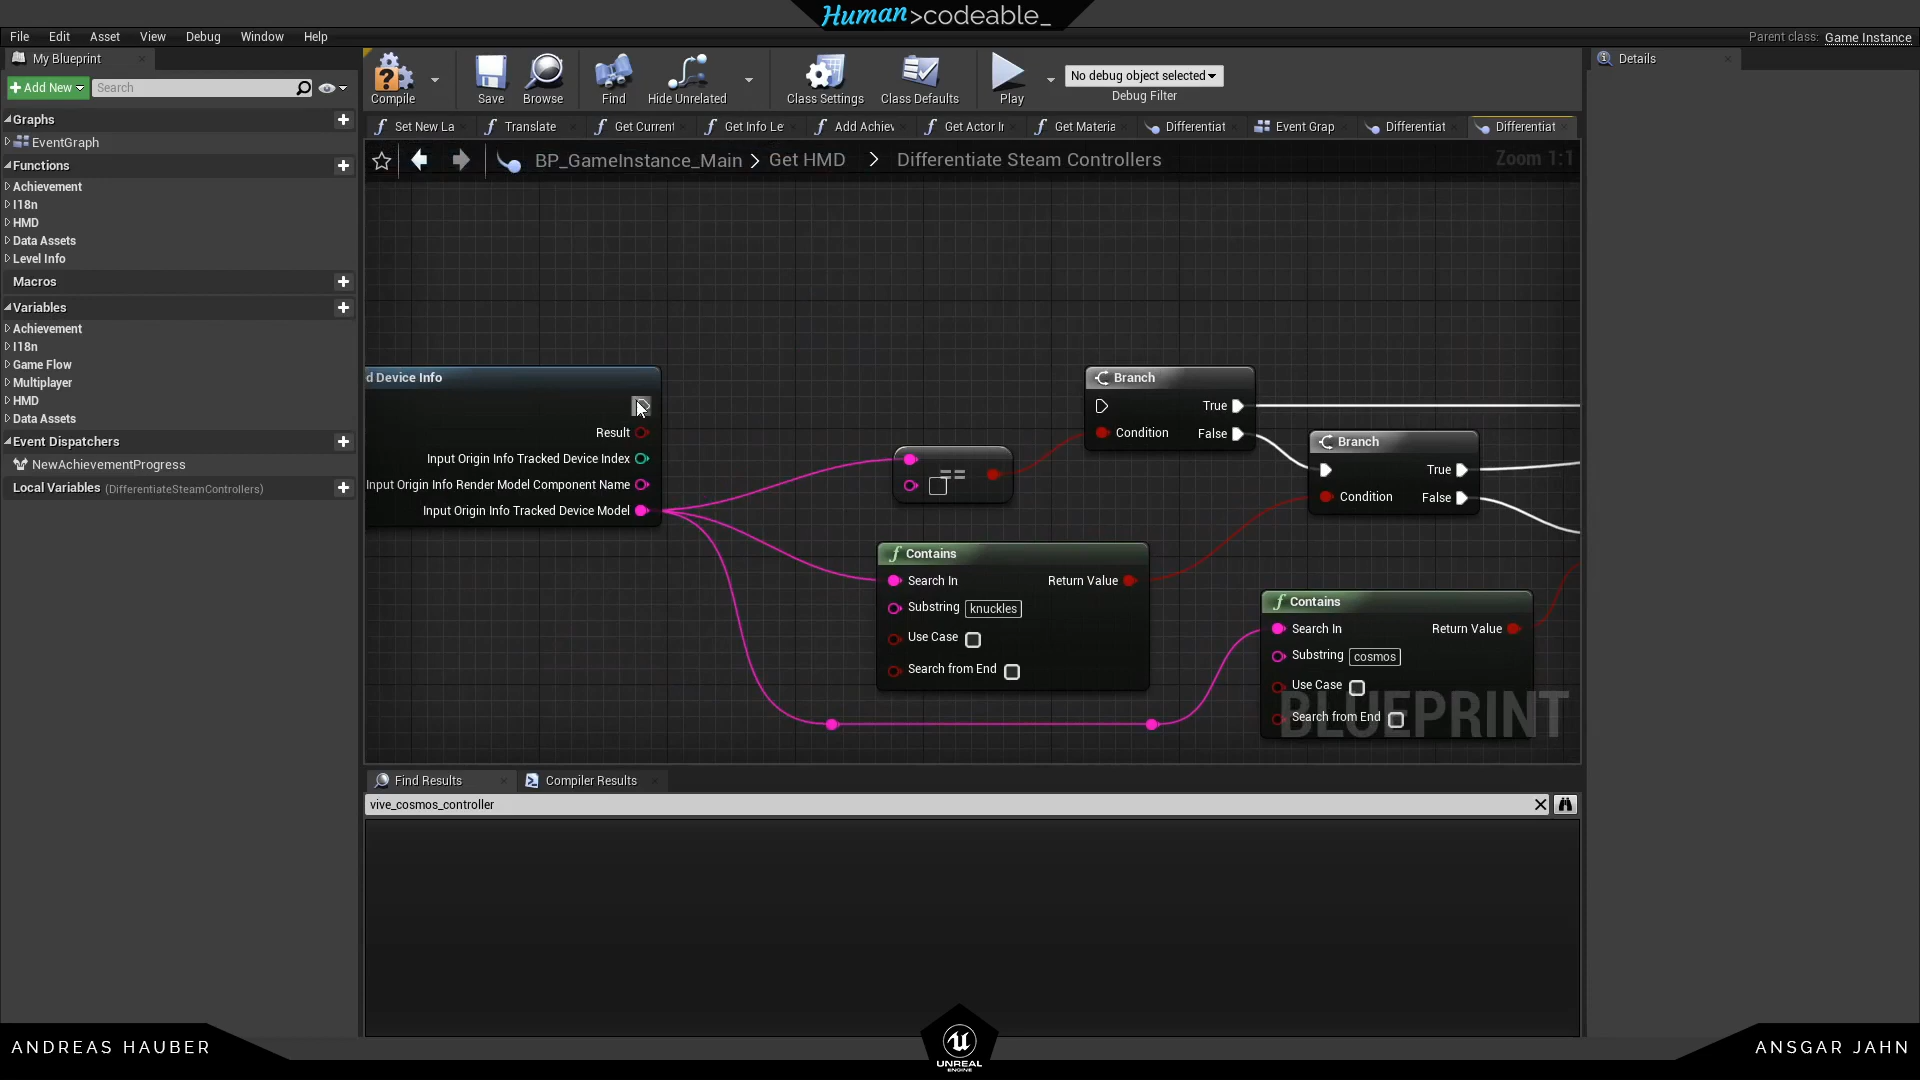 Human>codeable_
File Edit Asset View Debug Window Help
Parent class: Game Instance
My Blueprint
Details
+Add New
Search
Compile
Save
Browse
Find
Hide Unrelated
Class Settings
Class Defaults
Play
No debug object selected
Debug Filter
Set New La
Translate
Get Current
Get Info Le
Add Achiev
Get Actor Ir
Get Materia
Differentiat
Event Grap
Differentiat
Differentiat
BP_GameInstance_Main > Get HMD > Differentiate Steam Controllers
Zoom 1:1
Graphs
EventGraph
Functions
Achievement
I18n
HMD
Data Assets
Level Info
Macros
Variables
Achievement
I18n
Game Flow
Multiplayer
HMD
Data Assets
Event Dispatchers
NewAchievementProgress
Local Variables (DifferentiateSteamControllers)
d Device Info
Result
Input Origin Info Tracked Device Index
Input Origin Info Render Model Component Name
Input Origin Info Tracked Device Model
==
Branch
True
Condition False
Branch
True
Condition False
Contains
Search In Return Value
Substring knuckles
Use Case
Search from End
Contains
Search In Return Value
Substring cosmos
Use Case
Search from End
BLUEPRINT
Find Results
Compiler Results
vive_cosmos_controller
ANDREAS HAUBER
UNREAL
ENGINE
ANSGAR JAHN